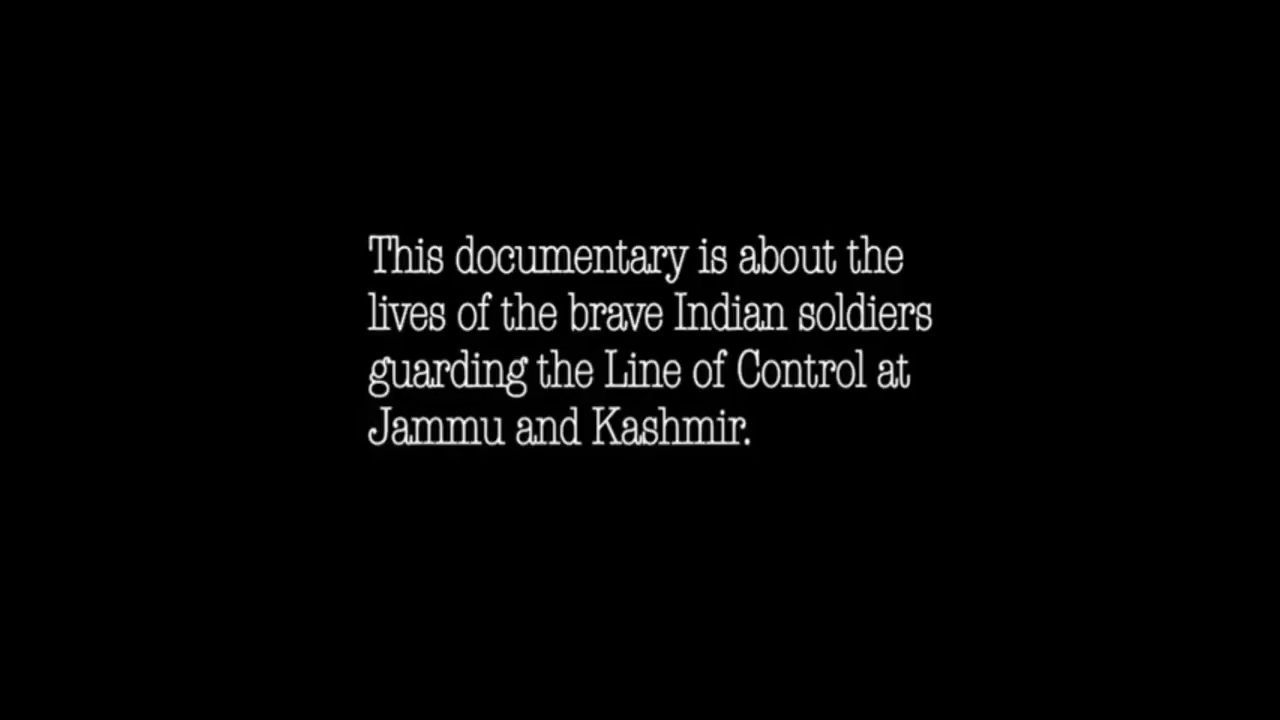 This documentary is about the
lives of the brave Indian soldiers
guarding the Line of Control at
Jammu and Kashmir.